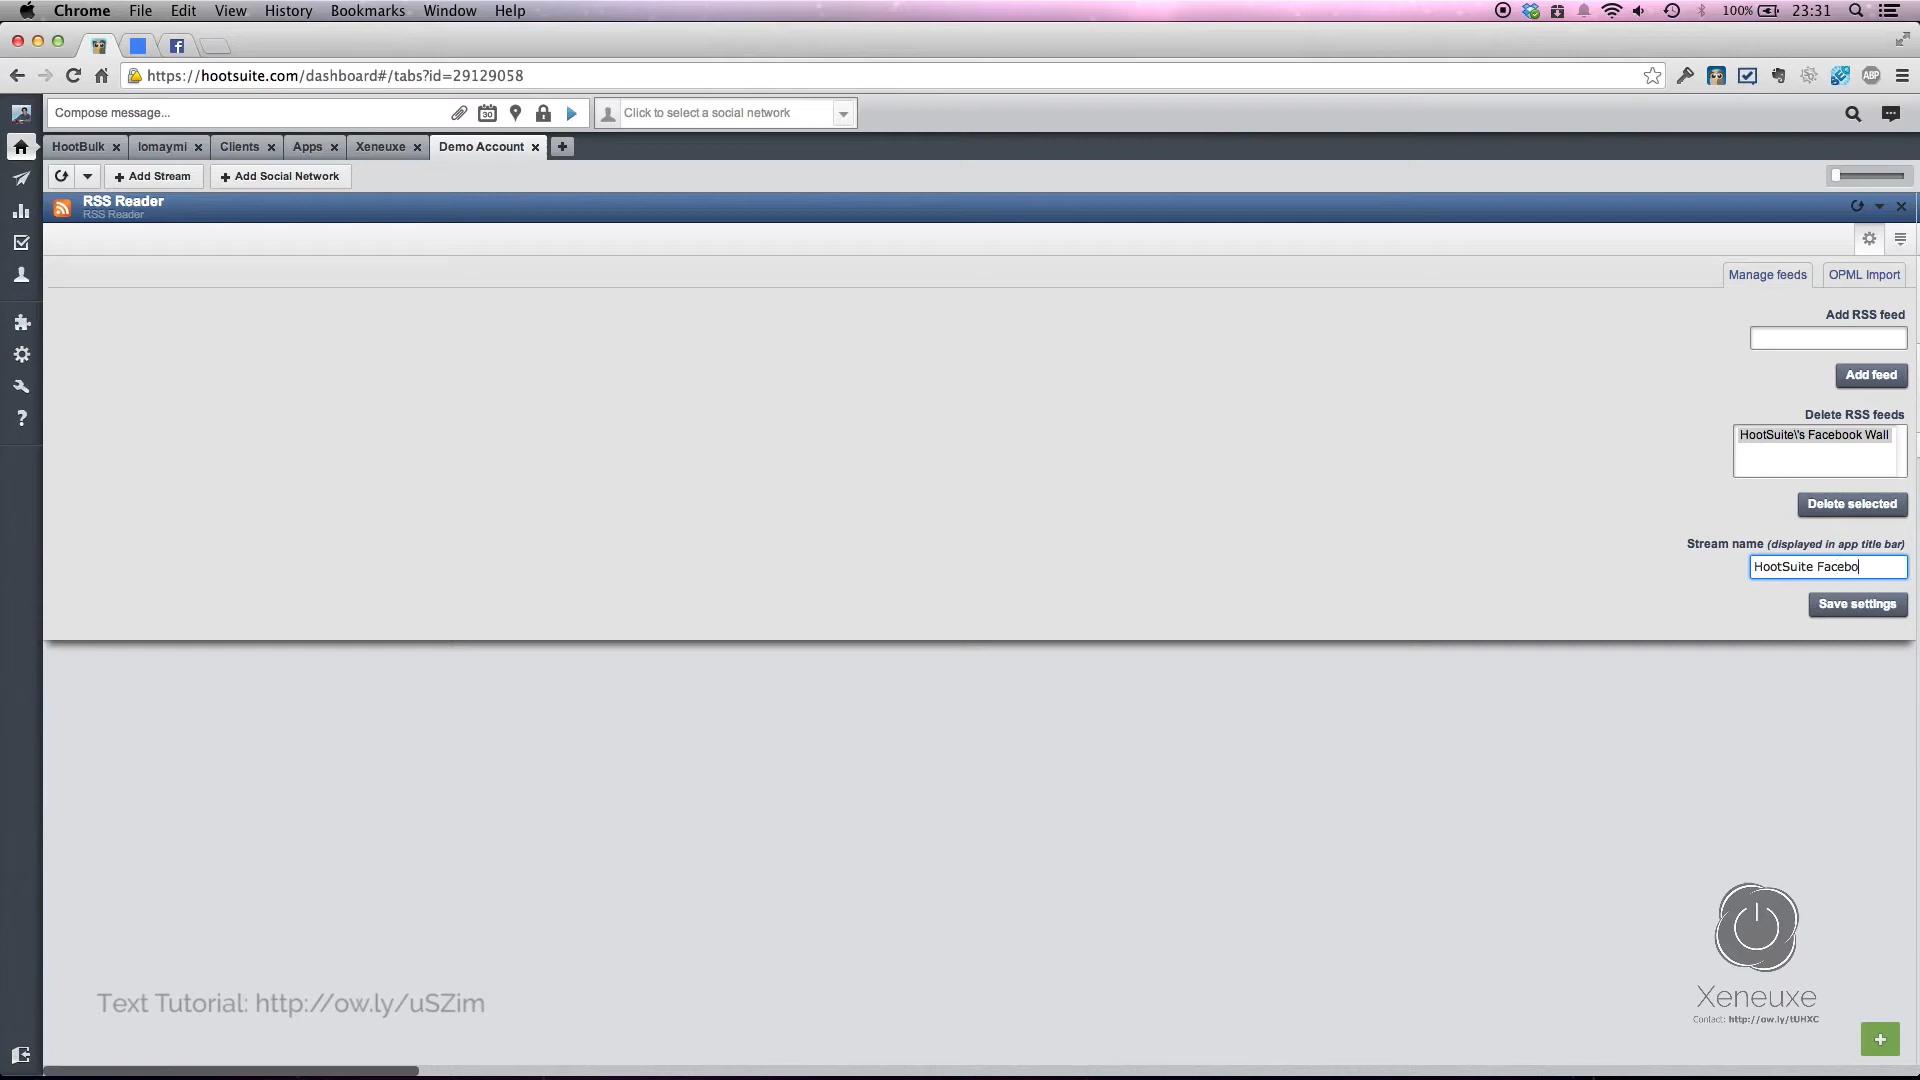 Chrome File Edit View History Bookmarks Window Help 100% 23:31
https://hootsuite.com/dashboard#/tabs?id=29129058 ABP
Compose message... 30 Click to select a social network
HootBulk Iomaymi Clients Apps Xeneuxe Demo Account
Add Stream Add Social Network
RSS Reader
RSS Reader
Manage feeds OPML Import
Add RSS feed
Add feed
Delete RSS feeds
HootSuite\'s Facebook Wall
Delete selected
Stream name (displayed in app title bar)
HootSuite Facebo
Save settings
Xeneuxe
Text Tutorial: http://ow.ly/uSZim
Contact: http://ow.ly/tUHXC